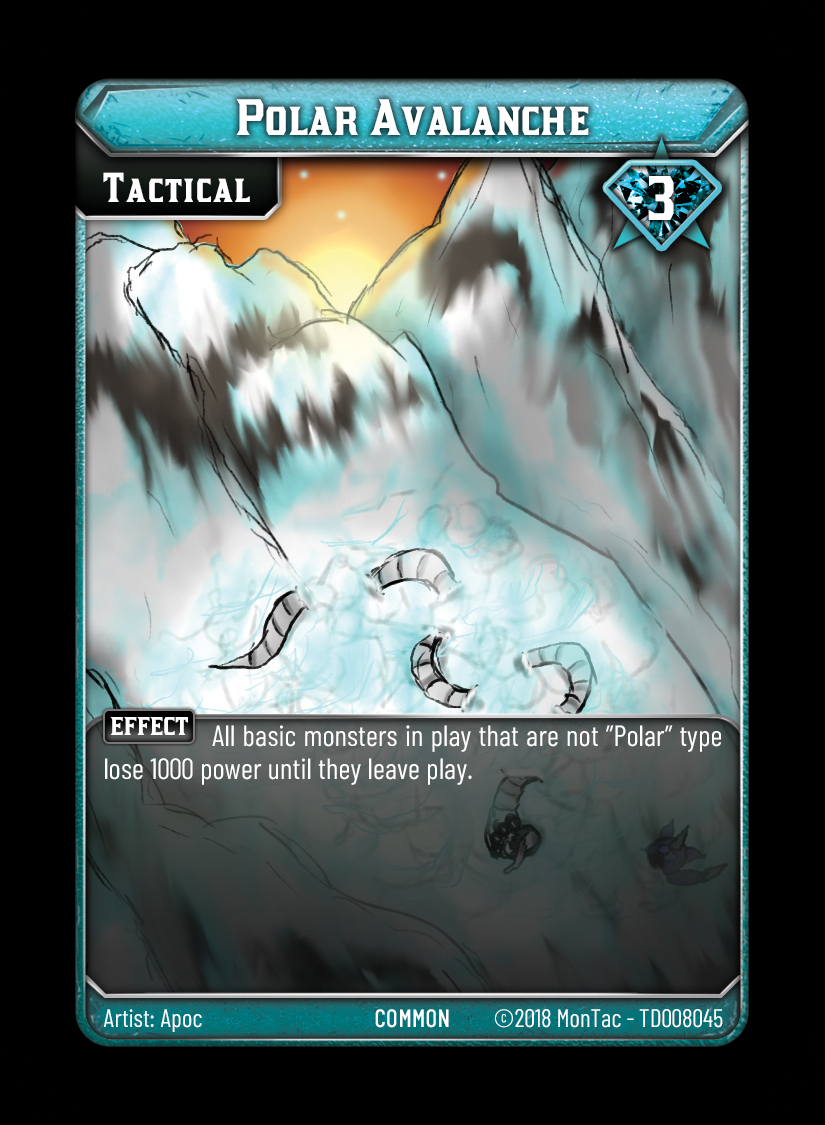 Polar Avalanche
Tactical
-3
EFFECT All basic monsters in play that are not "Polar" type
lose 1000 power until they leave play.
Artist: Apoc COMMON ©2018 MonTac - TD008045